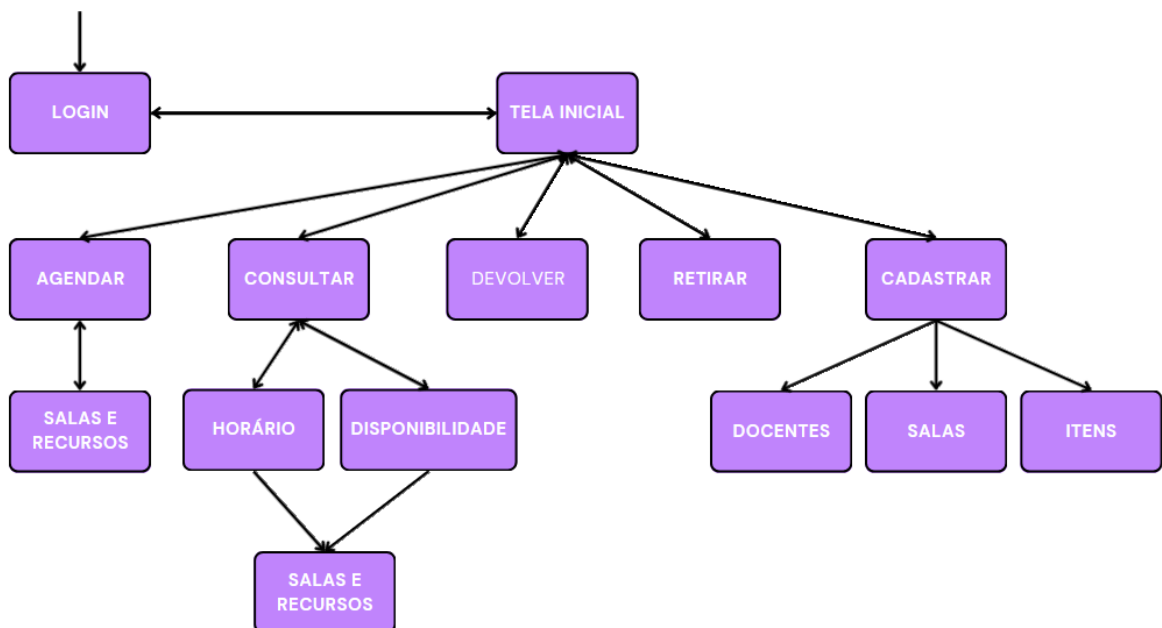 LOGIN
TELA INICIAL
AGENDAR
CONSULTAR
DEVOLVER
RETIRAR
CADASTRAR
SALAS E
RECURSOS
HORÁRIO
DISPONIBILIDADE
DOCENTES
SALAS
ITENS
SALAS E
RECURSOS